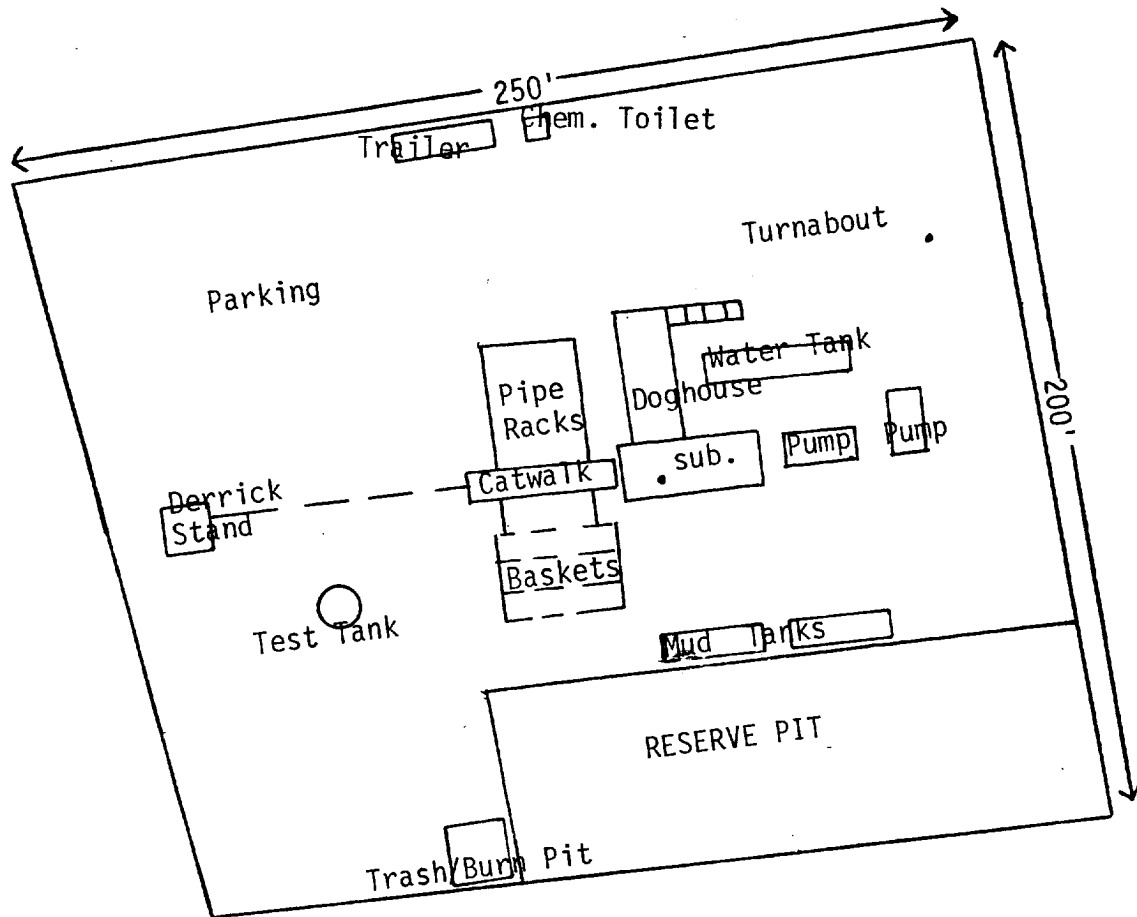 250'
Chem. Toilet
Trailer
Turnabout
Parking
Water Tank
Pipe
Racks
Doghouse
200'
Pump
Pump
sub.
Catwalk
Derrick
Stand
Baskets
Test Tank
Mud Tanks
RESERVE PIT
Trash/Burn Pit